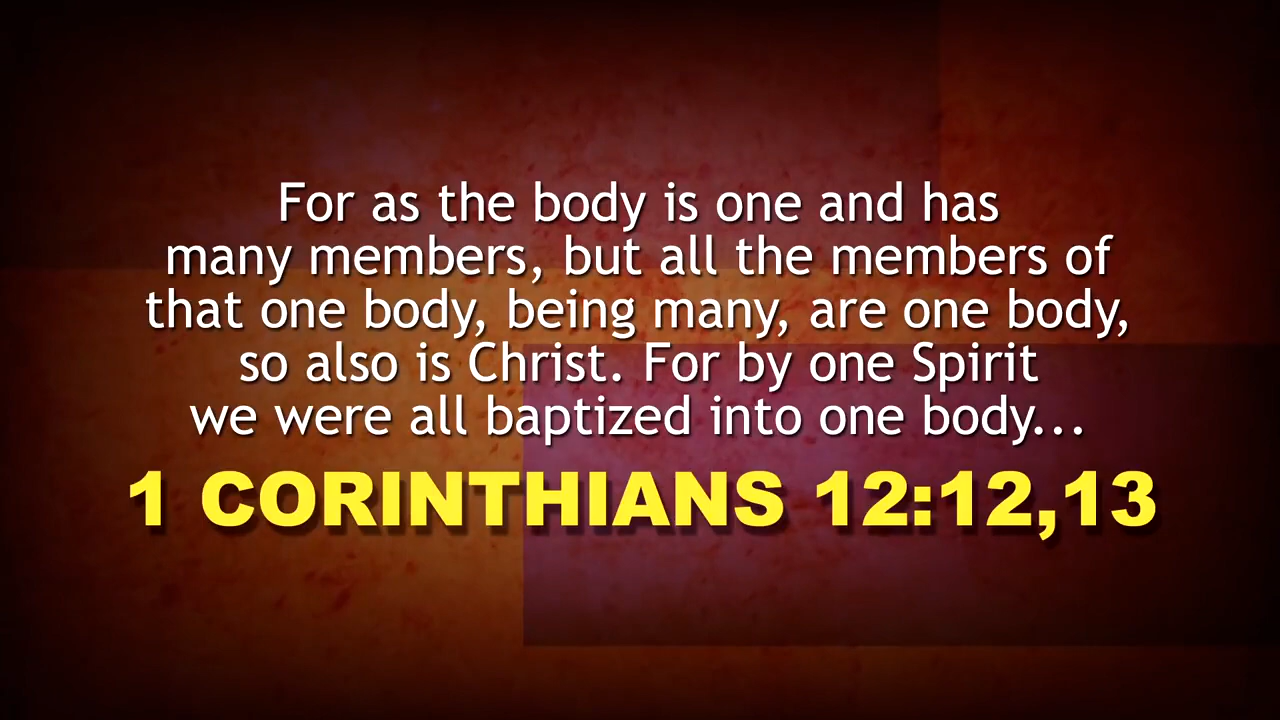 For as the body is one and has
many members, but all the members of
that one body, being many, are one body,
so also is Christ. For by one Spirit
we were all baptized into one body...
1 CORINTHIANS 12:12,13